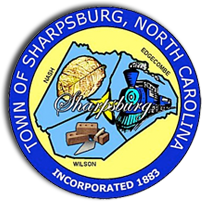 TOWN OF SHARPSBURG, NORTH CAROLINA
NASH
EDGECOMBE
Sharpsburg
WILSON
INCORPORATED 1883